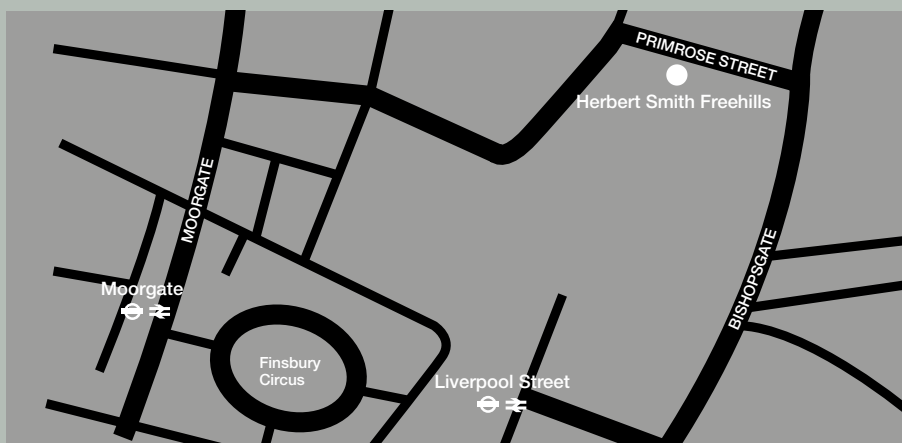 PRIMROSE STREET
Herbert Smith Freehills
MOORGATE
BISHOPSGATE
Moorgate
Finsbury
Circus
Liverpool Street